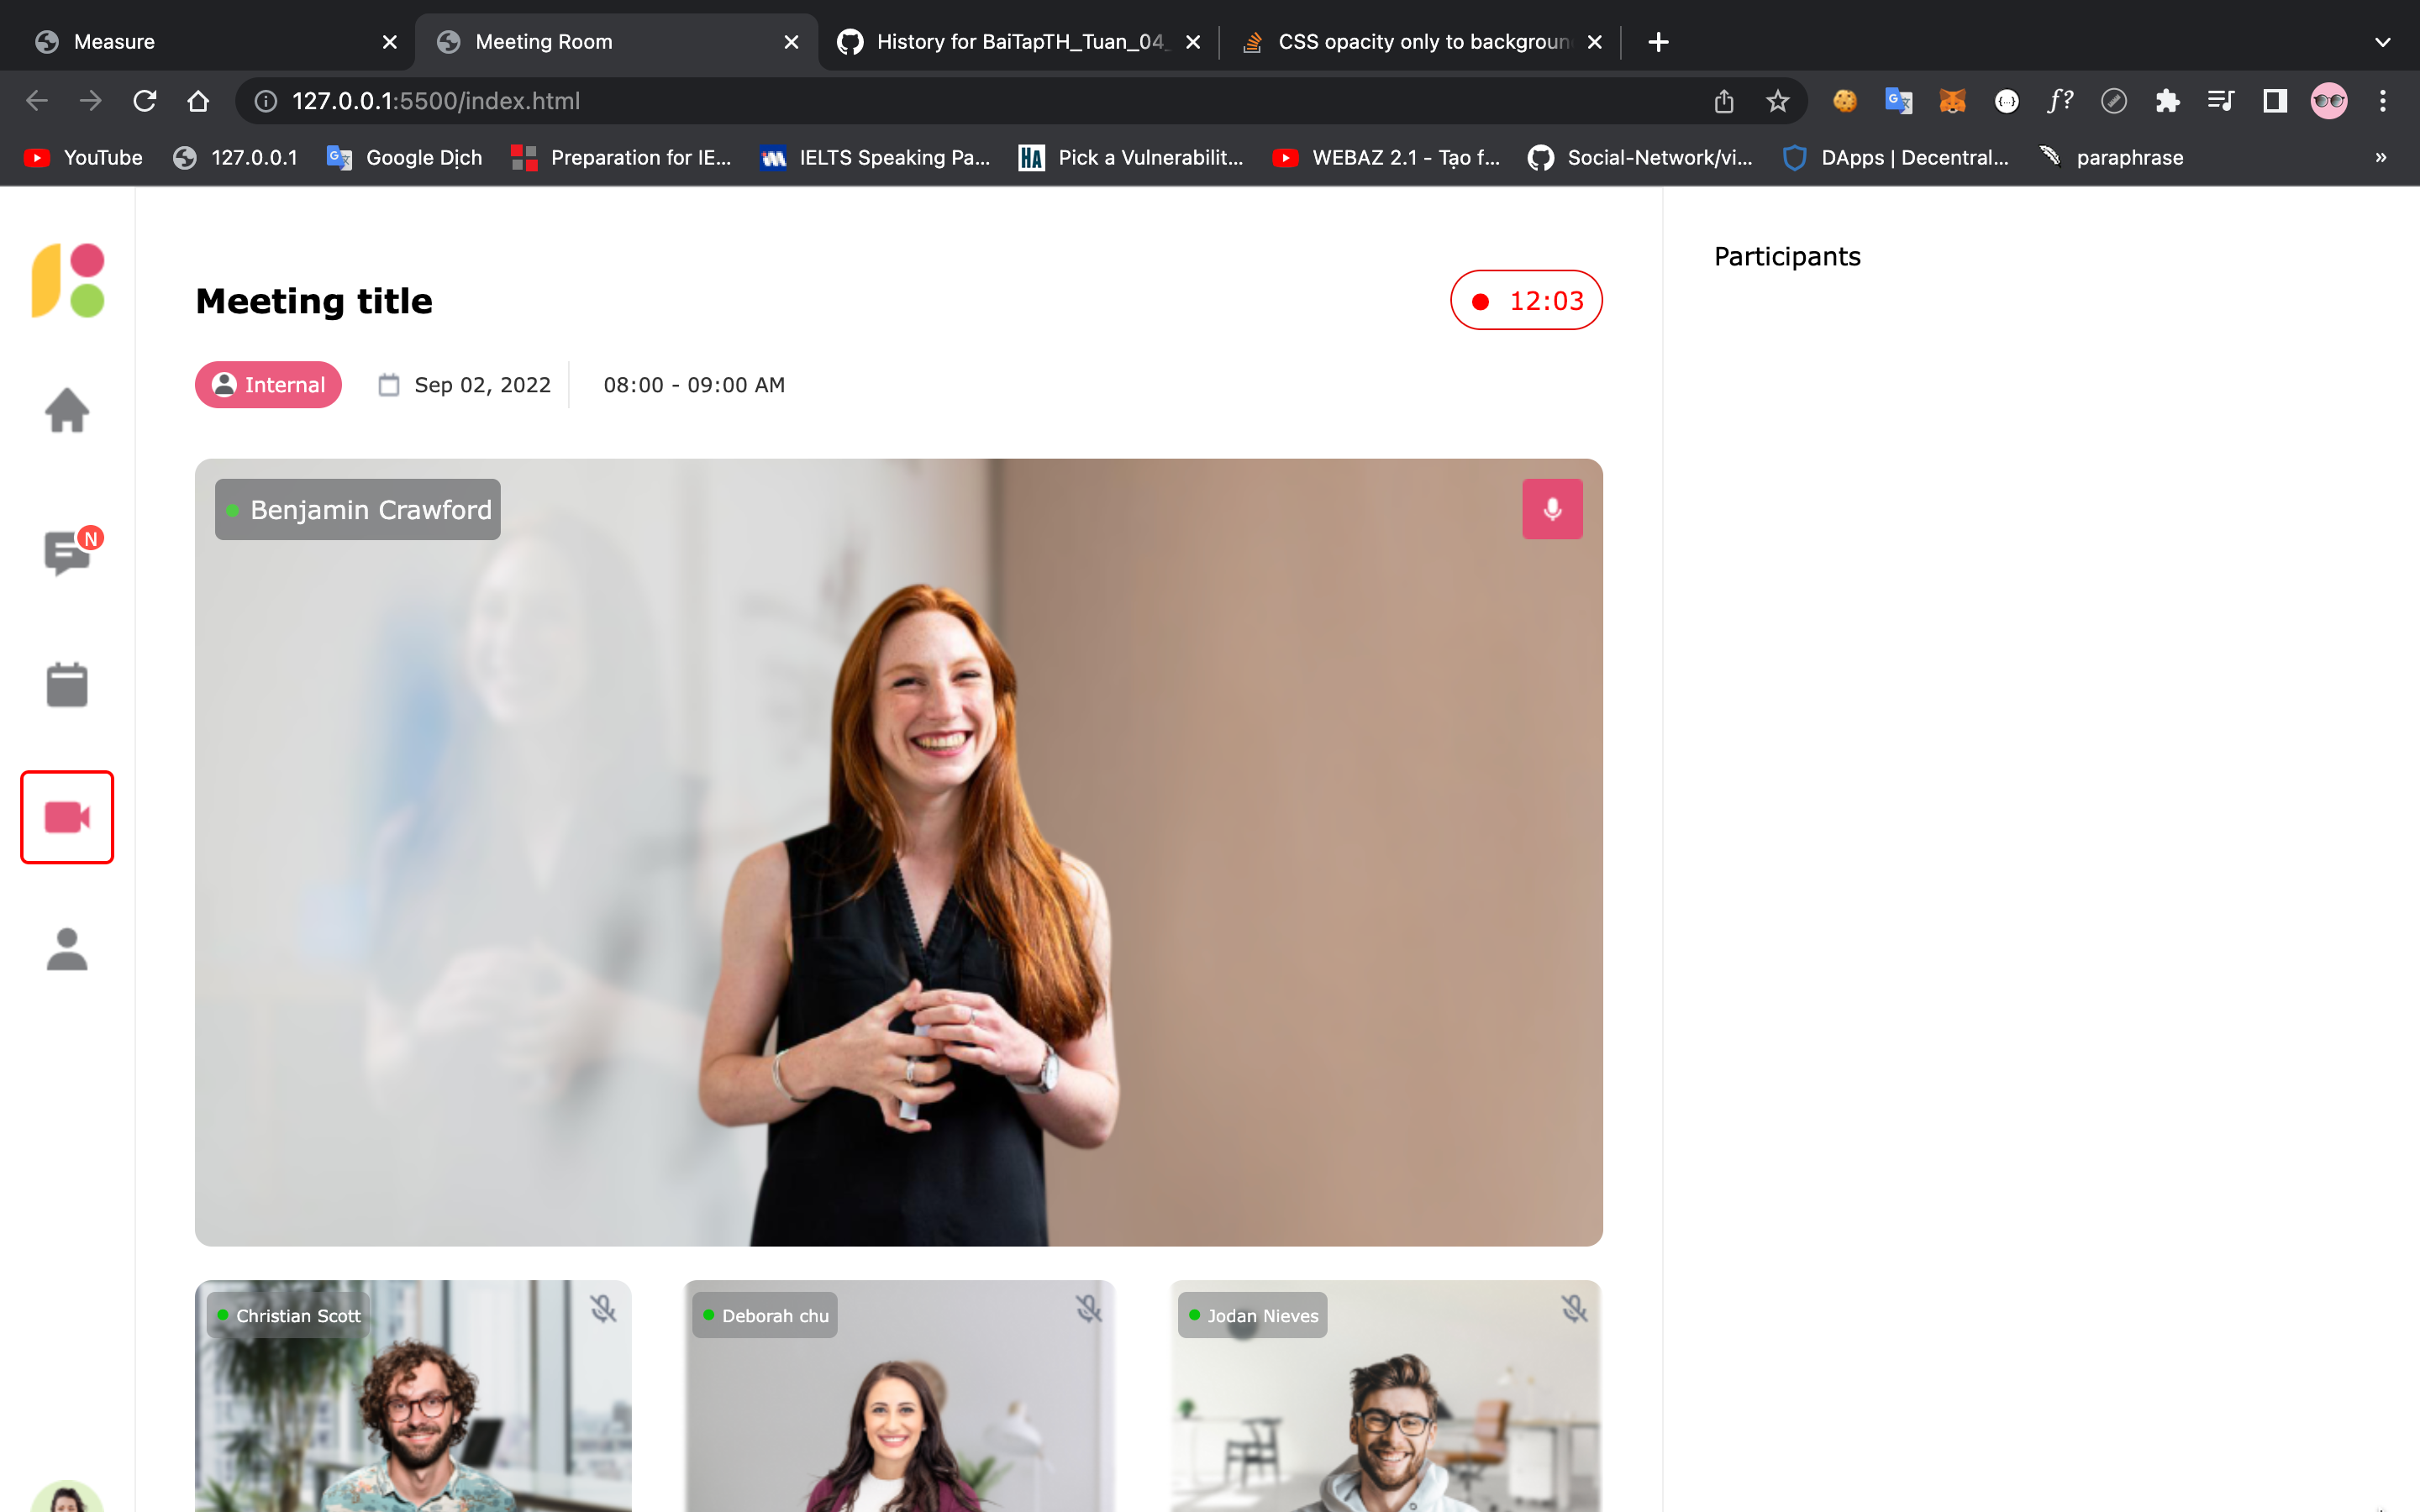 Measure
Meeting Room
History for BaiTapTH_Tuan_04_
CSS opacity only to backgroun
127.0.0.1:5500/index.html
YouTube
127.0.0.1
Google Dịch
Preparation for IE...
IELTS Speaking Pa...
HA Pick a Vulnerabilit...
WEBAZ 2.1 - Tạo f...
Social-Network/vi...
DApps | Decentral...
paraphrase
»
Participants
Meeting title
12:03
Internal
Sep 02, 2022
08:00 - 09:00 AM
Benjamin Crawford
N
Christian Scott
Deborah chu
Jodan Nieves